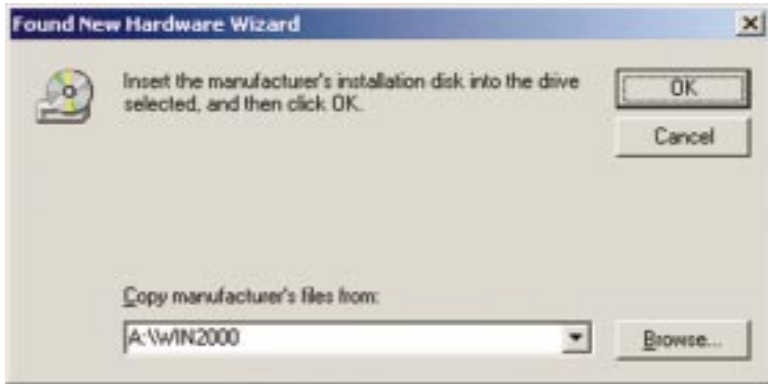 Found New Hardware Wizard
Insert the manufacturer's installation disk into the drive
selected, and then click OK.
OK
Cancel
Copy manufacturer's files from:
A:\WIN2000
Browse...